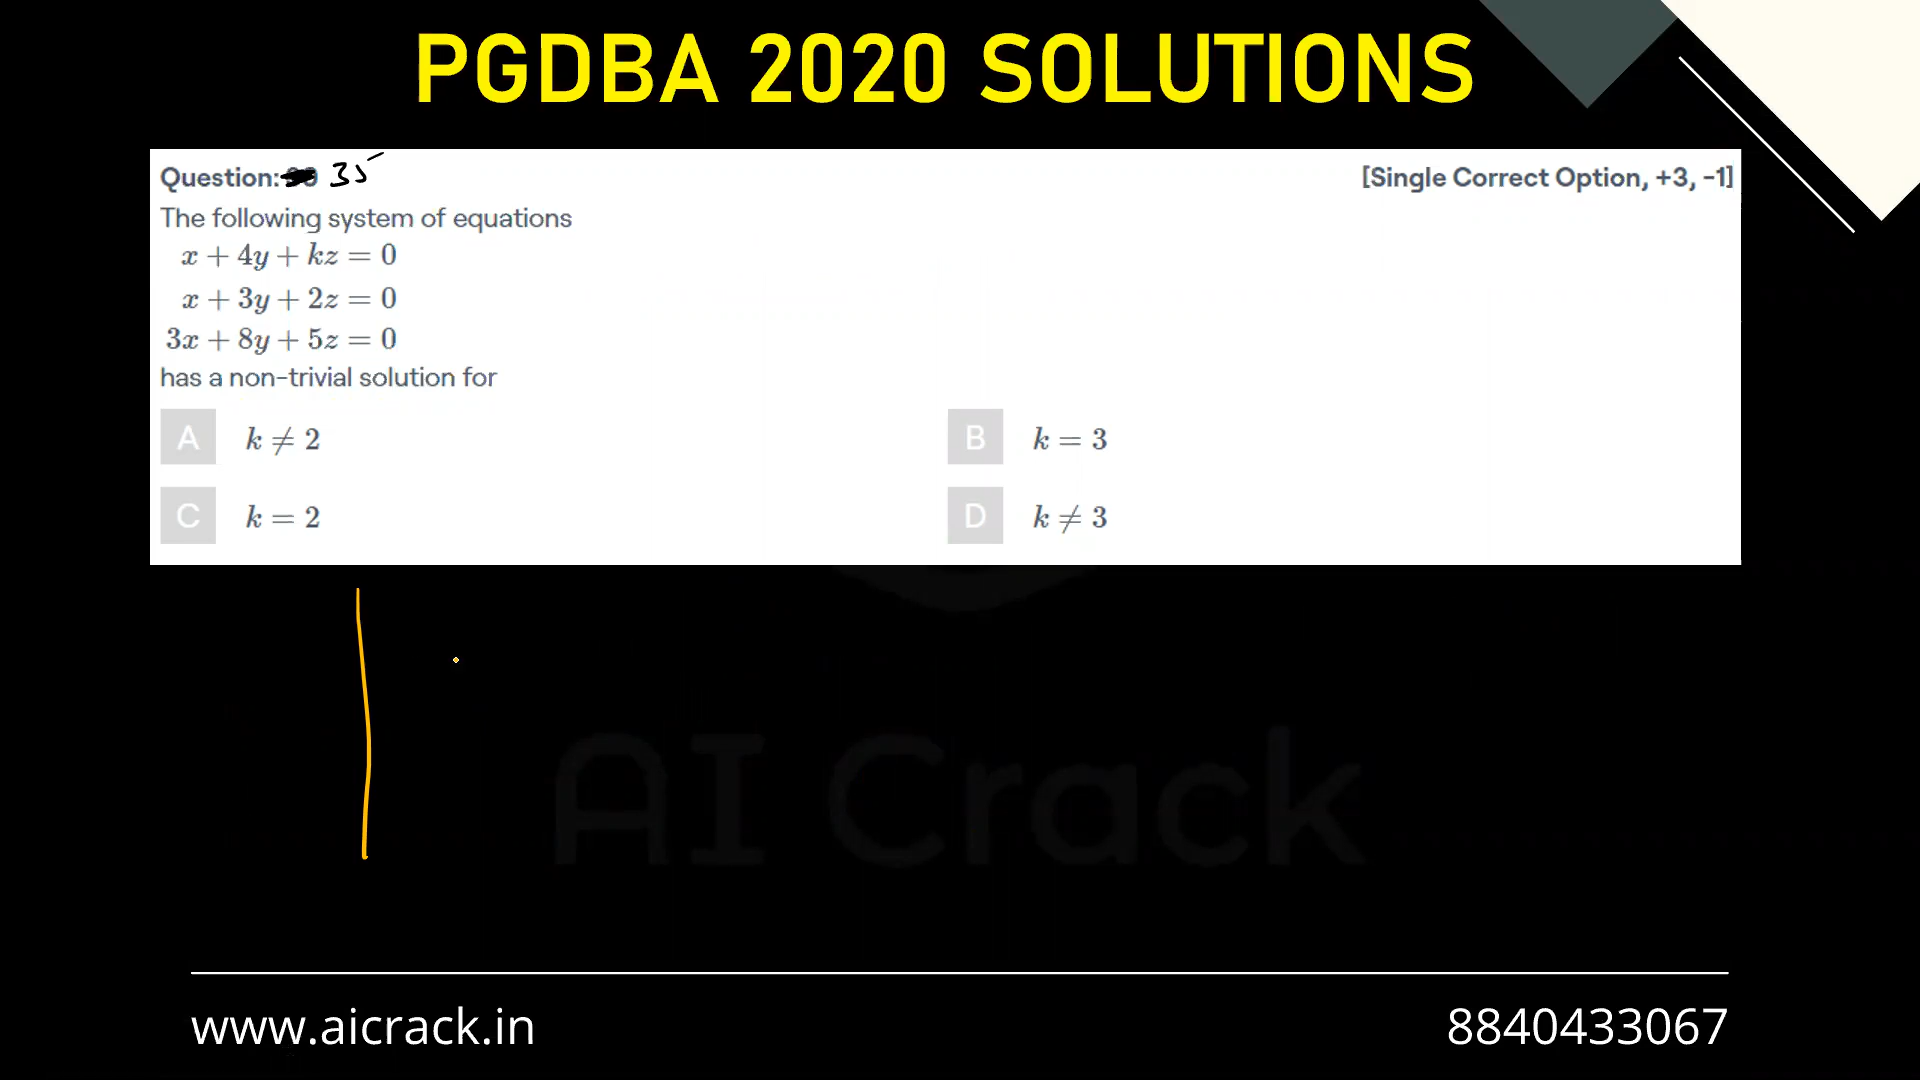 PGDBA 2020 SOLUTIONS
Question: 35 [Single Correct Option, +3, -1]
The following system of equations
x + 4y + kz = 0
x + 3y + 2z = 0
3x + 8y + 5z = 0
has a non-trivial solution for
A k ≠ 2 B k = 3
C k = 2 D k ≠ 3
AI Crack
www.aicrack.in 8840433067